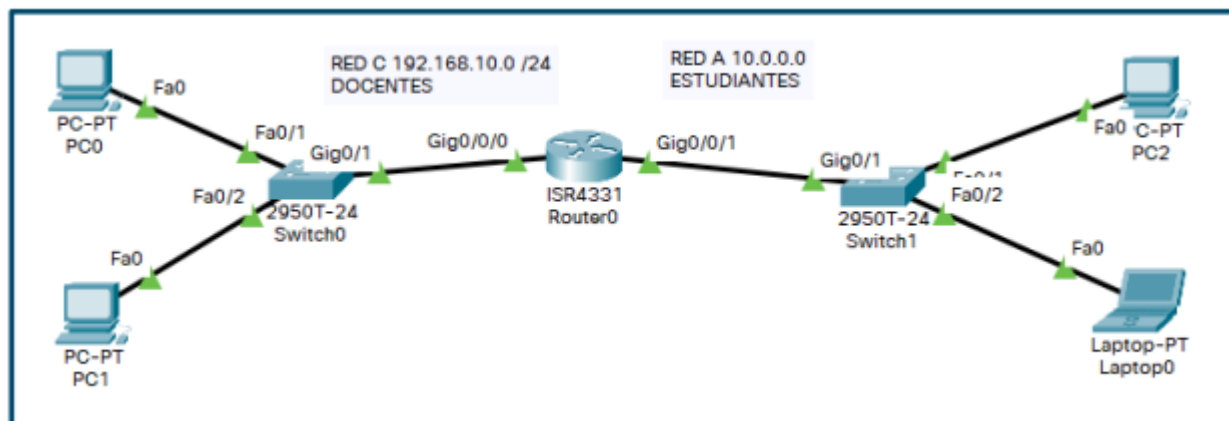 RED C 192.168.10.0 /24
DOCENTES
RED A 10.0.0.0
ESTUDIANTES
Fa0
PC-PT
PC0
Fa0/1
Gig0/1
Gig0/0/0
ISR4331
Router0
Gig0/0/1
Gig0/1
Fa0
C-PT
PC2
Fa0/2
2950T-24
Switch0
2950T-24
Switch1
Fa0/2
Fa0
PC-PT
PC1
Fa0
Laptop-PT
Laptop0